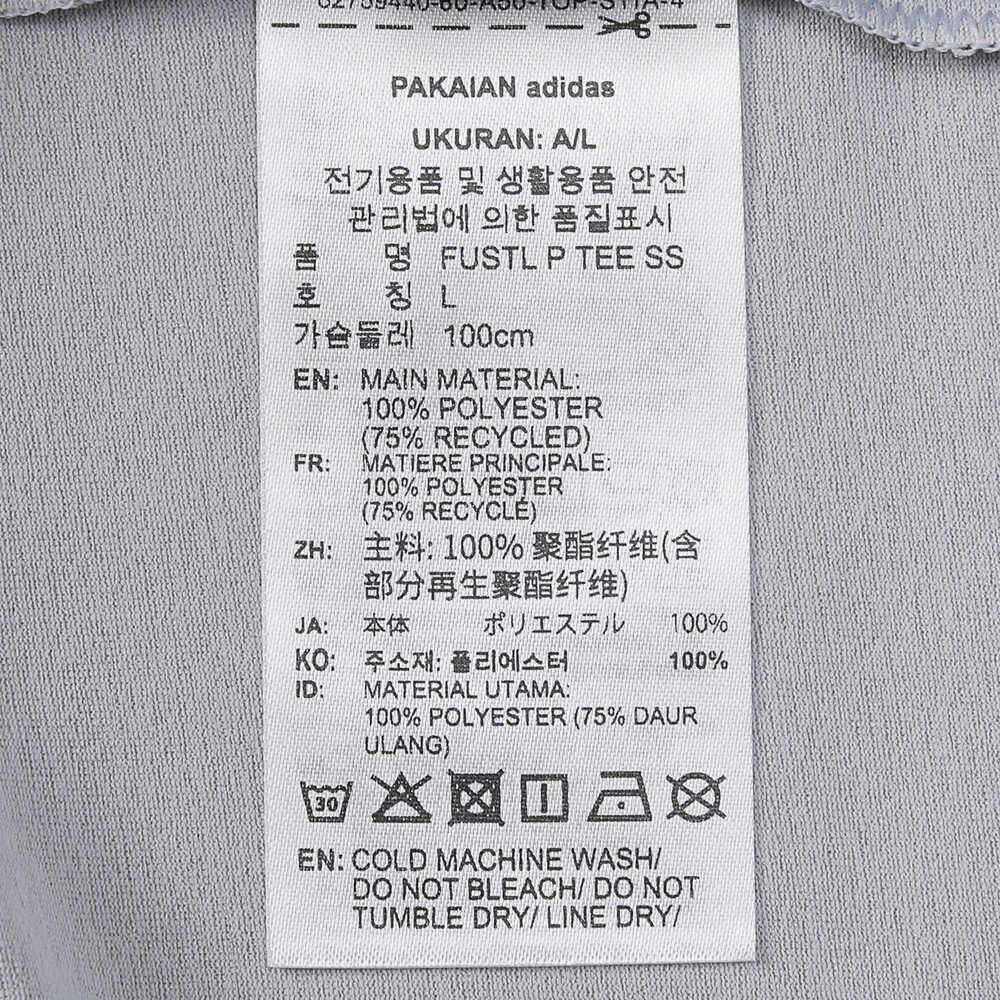 PAKAIAN adidas
UKURAN: A/L
전기용품 및 생활용품 안전
관리법에 의한 품질표시
품 명 FUSTL P TEE SS
호 칭 L
가슴둘레 100cm
EN: MAIN MATERIAL:
100% POLYESTER
(75% RECYCLED)
FR: MATIERE PRINCIPALE:
100% POLYESTER
(75% RECYCLÉ)
ZH: 主料: 100% 聚酯纤维(含
部分再生聚酯纤维)
JA: 本体 ポリエステル 100%
KO: 주소재: 폴리에스터 100%
ID: MATERIAL UTAMA:
100% POLYESTER (75% DAUR
ULANG)
30
EN: COLD MACHINE WASH/
DO NOT BLEACH/ DO NOT
TUMBLE DRY/ LINE DRY/